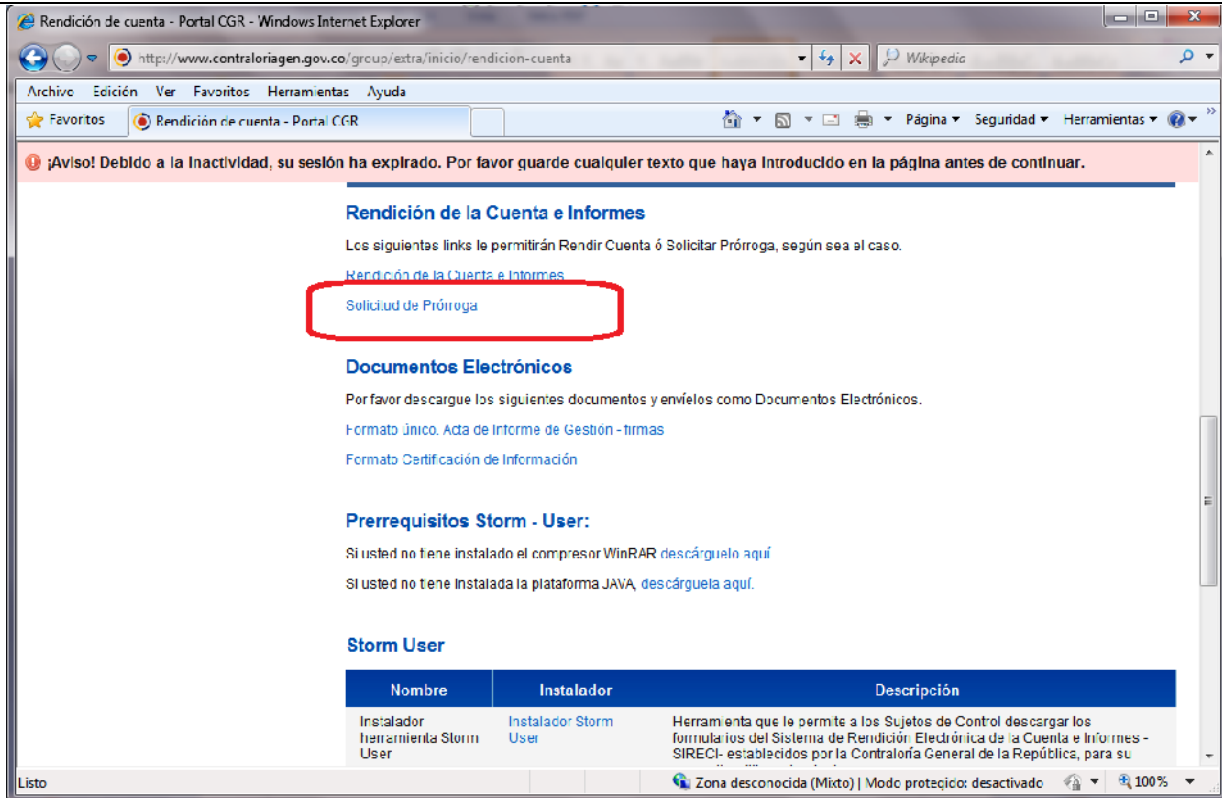 Rendición de cuenta - Portal CGR - Windows Internet Explorer
http://www.contraloriagen.gov.co/group/extra/inicio/rendicion-cuenta
Wikipedia
Archivo Edición Ver Favoritos Herramientas Ayuda
Favoritos Rendición de cuenta - Portal CGR Página Seguridad Herramientas
¡Aviso! Debido a la inactividad, su sesión ha expirado. Por favor guarde cualquier texto que haya introducido en la página antes de continuar.
Rendición de la Cuenta e Informes
Los siguientes links le permitirán Rendir Cuenta ó Solicitar Prórroga, según sea el caso.
Rendición de la Cuenta e Informes
Solicitud de Prórroga
Documentos Electrónicos
Por favor descargue los siguientes documentos y envíelos como Documentos Electrónicos.
Formato único. Acta de Informe de Gestión - firmas
Formato Certificación de Información
Prerrequisitos Storm - User:
Si usted no tiene instalado el compresor WinRAR descárguelo aquí
Si usted no tiene instalada la plataforma JAVA, descárguela aquí.
Storm User
Nombre Instalador Descripción
Instalador herramienta Storm User
Instalador Storm User
Herramienta que le permite a los Sujetos de Control descargar los
formularios del Sistema de Rendición Electrónica de la Cuenta e Informes -
SIRECI- establecidos por la Contraloría General de la República, para su
Listo Zona desconocida (Mixto) | Modo protegido: desactivado 100%